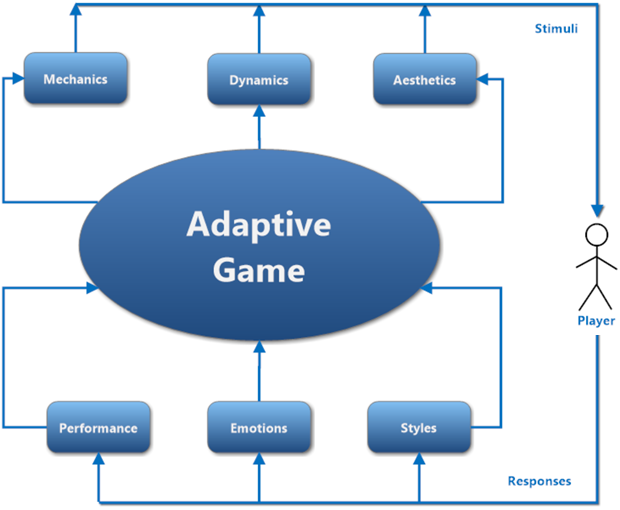 Stimuli
Mechanics
Dynamics
Aesthetics
Adaptive
Game
Player
Performance
Emotions
Styles
Responses